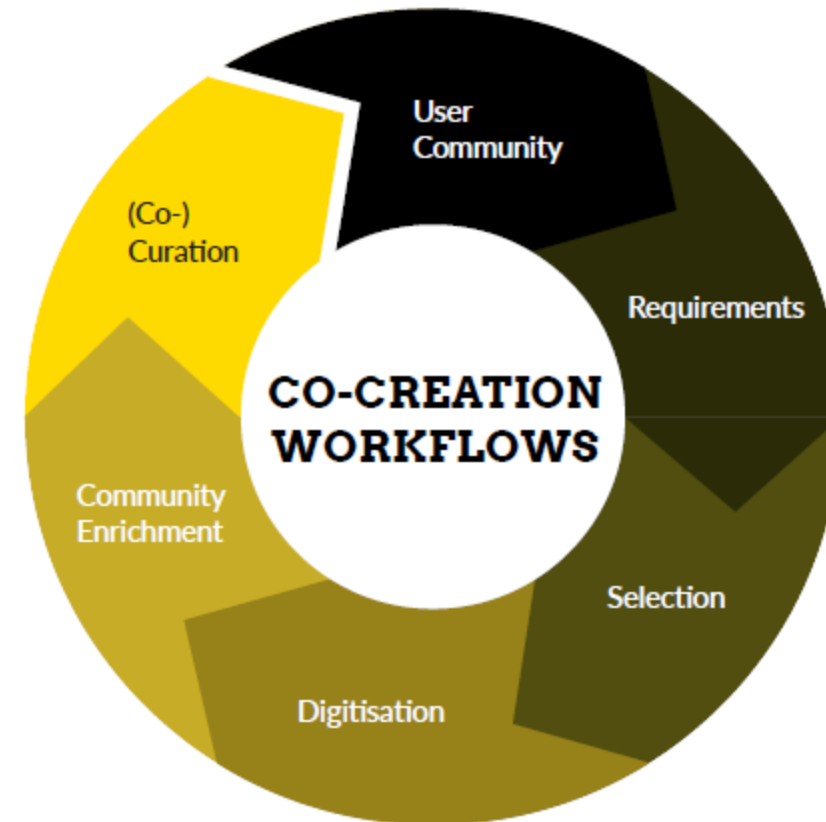 User
Community
Requirements
Selection
Digitisation
Community
Enrichment
(Co-)
Curation
CO-CREATION
WORKFLOWS